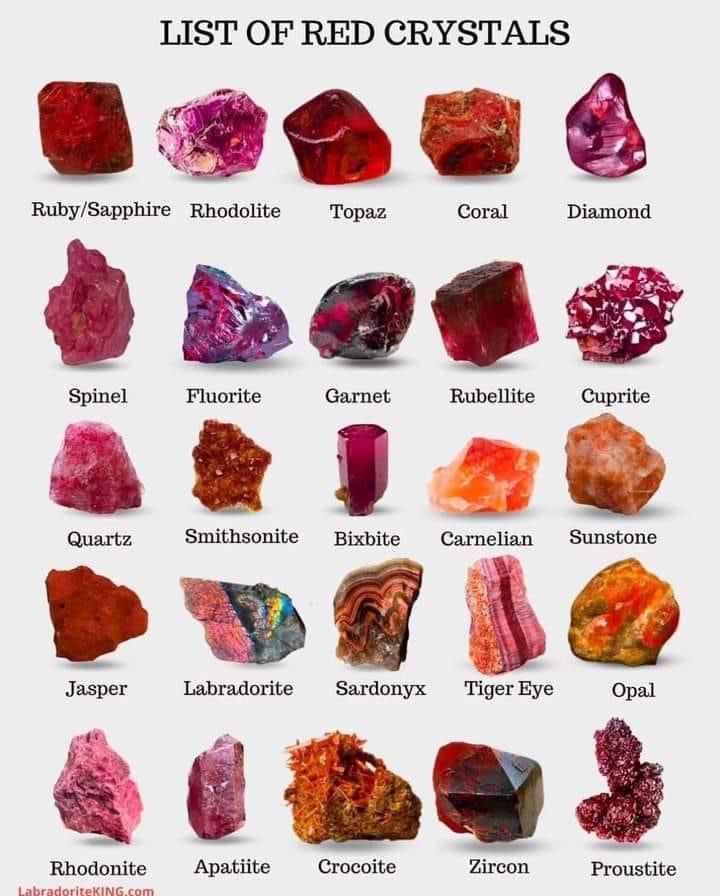 LIST OF RED CRYSTALS
Ruby/Sapphire Rhodolite Topaz Coral Diamond
Spinel Fluorite Garnet Rubellite Cuprite
Quartz Smithsonite Bixbite Carnelian Sunstone
Jasper Labradorite Sardonyx Tiger Eye Opal
Rhodonite Apatiite Crocoite Zircon Proustite
LabradoriteKING.com